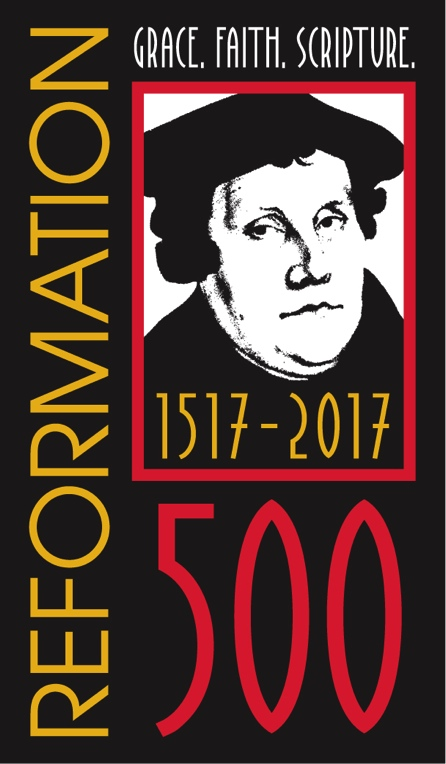 REFORMATION
GRACE. FAITH. SCRIPTURE.
1517-2017
500